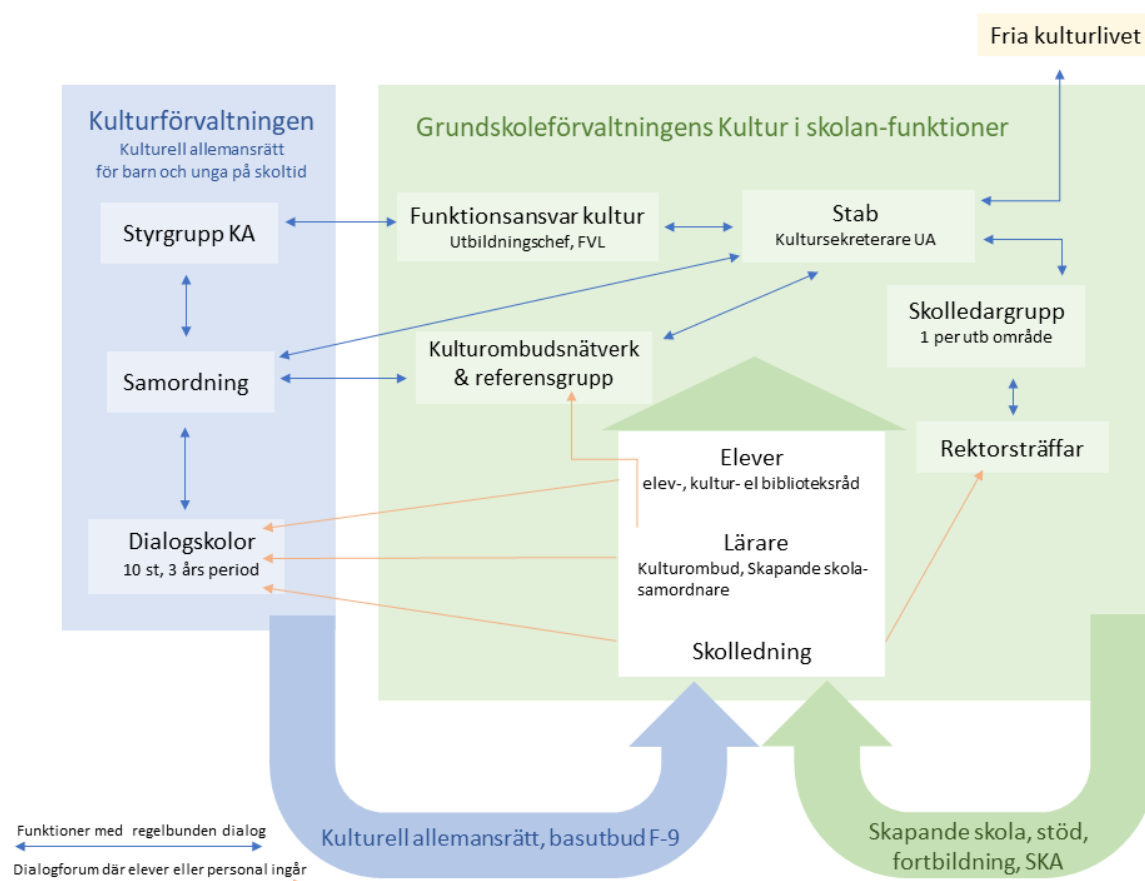 Fria kulturlivet
Kulturförvaltningen
Kulturell allemansrätt
för barn och unga på skoltid
Styrgrupp KA
Samordning
Dialogskolor
10 st, 3 års period
Grundskoleförvaltningens Kultur i skolan-funktioner
Funktionsansvar kultur
Utbildningschef, FVL
Stab
Kultursekreterare UA
Kulturombudsnätverk
& referensgrupp
Skolledargrupp
1 per utb område
Rektorsträffar
Elever
elev-, kultur- el biblioteksråd
Lärare
Kulturombud, Skapande skola-
samordnare
Skolledning
Kulturell allemansrätt, basutbud F-9
Skapande skola, stöd,
fortbildning, SKA
Funktioner med regelbunden dialog
Dialogforum där elever eller personal ingår